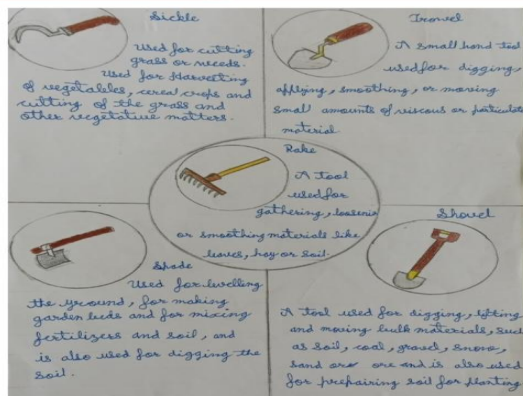 Sickle
Used for cutting
grass or weeds.
Used for Harvesting
of vegetables, cereal crops and
cutting of the grass and
other vegetative matters.
Trowel
A small hand tool
used for digging,
applying, smoothing, or moving
small amounts of viscous or particulate
material
Rake
A tool
used for
gathering, loosening
or smoothing materials like
leaves, hay or soil.
Spade
Used for levelling
the ground, for making
garden beds and for mixing
fertilizers and soil, and
is also used for digging the
soil.
Shovel
A tool used for digging, lifting
and moving bulk materials, such
as soil, coal, gravel, snow,
sand or ore and is also used
for prepairing soil for planting